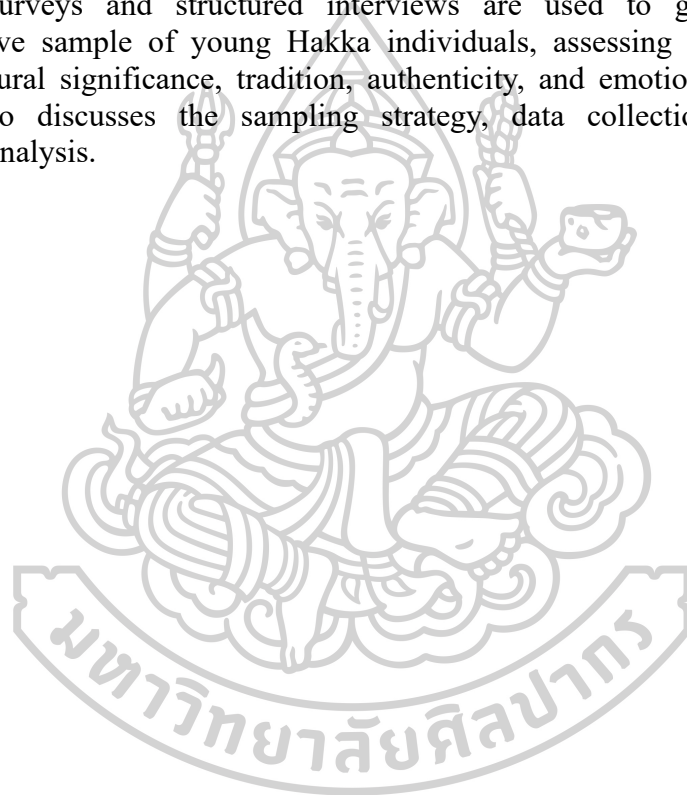 urveys and structured interviews are used to g
ve sample of young Hakka individuals, assessing
ural significance, tradition, authenticity, and emotio
o discusses the sampling strategy, data collectio
nalysis.
มหาวิทยาลัยศิลปากร